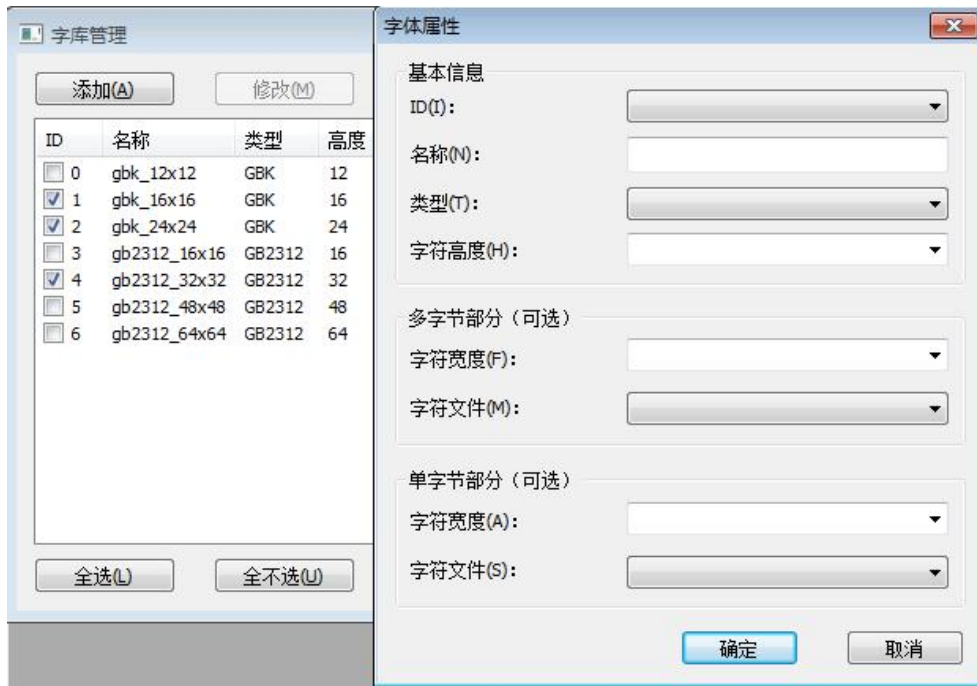 字库管理
添加(A) 修改(M)
ID 名称 类型 高度
0 gbk_12x12 GBK 12
1 gbk_16x16 GBK 16
2 gbk_24x24 GBK 24
3 gb2312_16x16 GB2312 16
4 gb2312_32x32 GB2312 32
5 gb2312_48x48 GB2312 48
6 gb2312_64x64 GB2312 64
全选(L) 全不选(U)
字体属性
基本信息
ID(I):
名称(N):
类型(T):
字符高度(H):
多字节部分（可选）
字符宽度(F):
字符文件(M):
单字节部分（可选）
字符宽度(A):
字符文件(S):
确定 取消